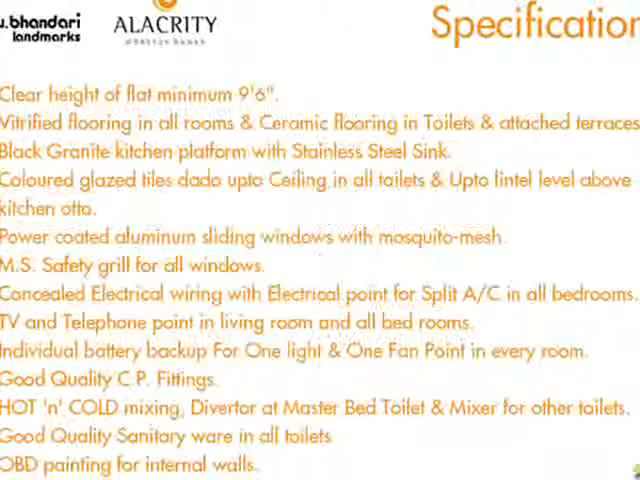 u.bhandari
landmarks
ALACRITY
Specification
Clear height of flat minimum 9'6".
Vitrified flooring in all rooms & Ceramic flooring in Toilets & attached terraces
Black Granite kitchen platform with Stainless Steel Sink.
Coloured glazed tiles dado upto Ceiling in all toilets & Upto lintel level above
kitchen otta.
Power coated aluminum sliding windows with mosquito-mesh.
M.S. Safety grill for all windows.
Concealed Electrical wiring with Electrical point for Split A/C in all bedrooms.
TV and Telephone point in living room and all bed rooms.
Individual battery backup For One light & One Fan Point in every room.
Good Quality C.P. Fittings.
HOT 'n' COLD mixing, Divertor at Master Bed Toilet & Mixer for other toilets.
Good Quality Sanitary ware in all toilets
OBD painting for internal walls.